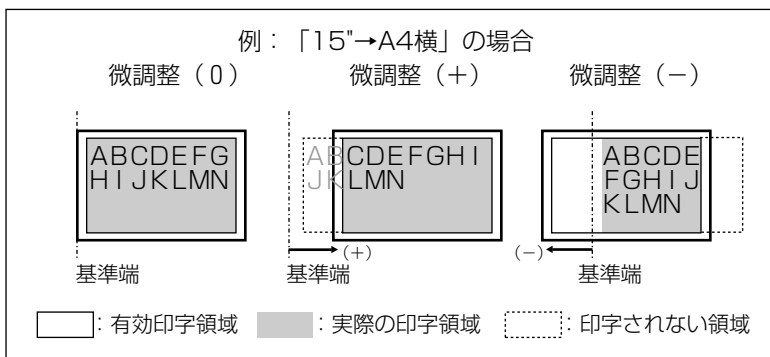 例：「15"→A4横」の場合
微調整（0）
微調整（＋）
微調整（－）
ABCDEFG
HIJKLMN
ABCDEFGHI
JKLMN
ABCDE
FGHIJ
KLMN
(＋)
(－)
基準端
基準端
基準端
：有効印字領域
：実際の印字領域
：印字されない領域